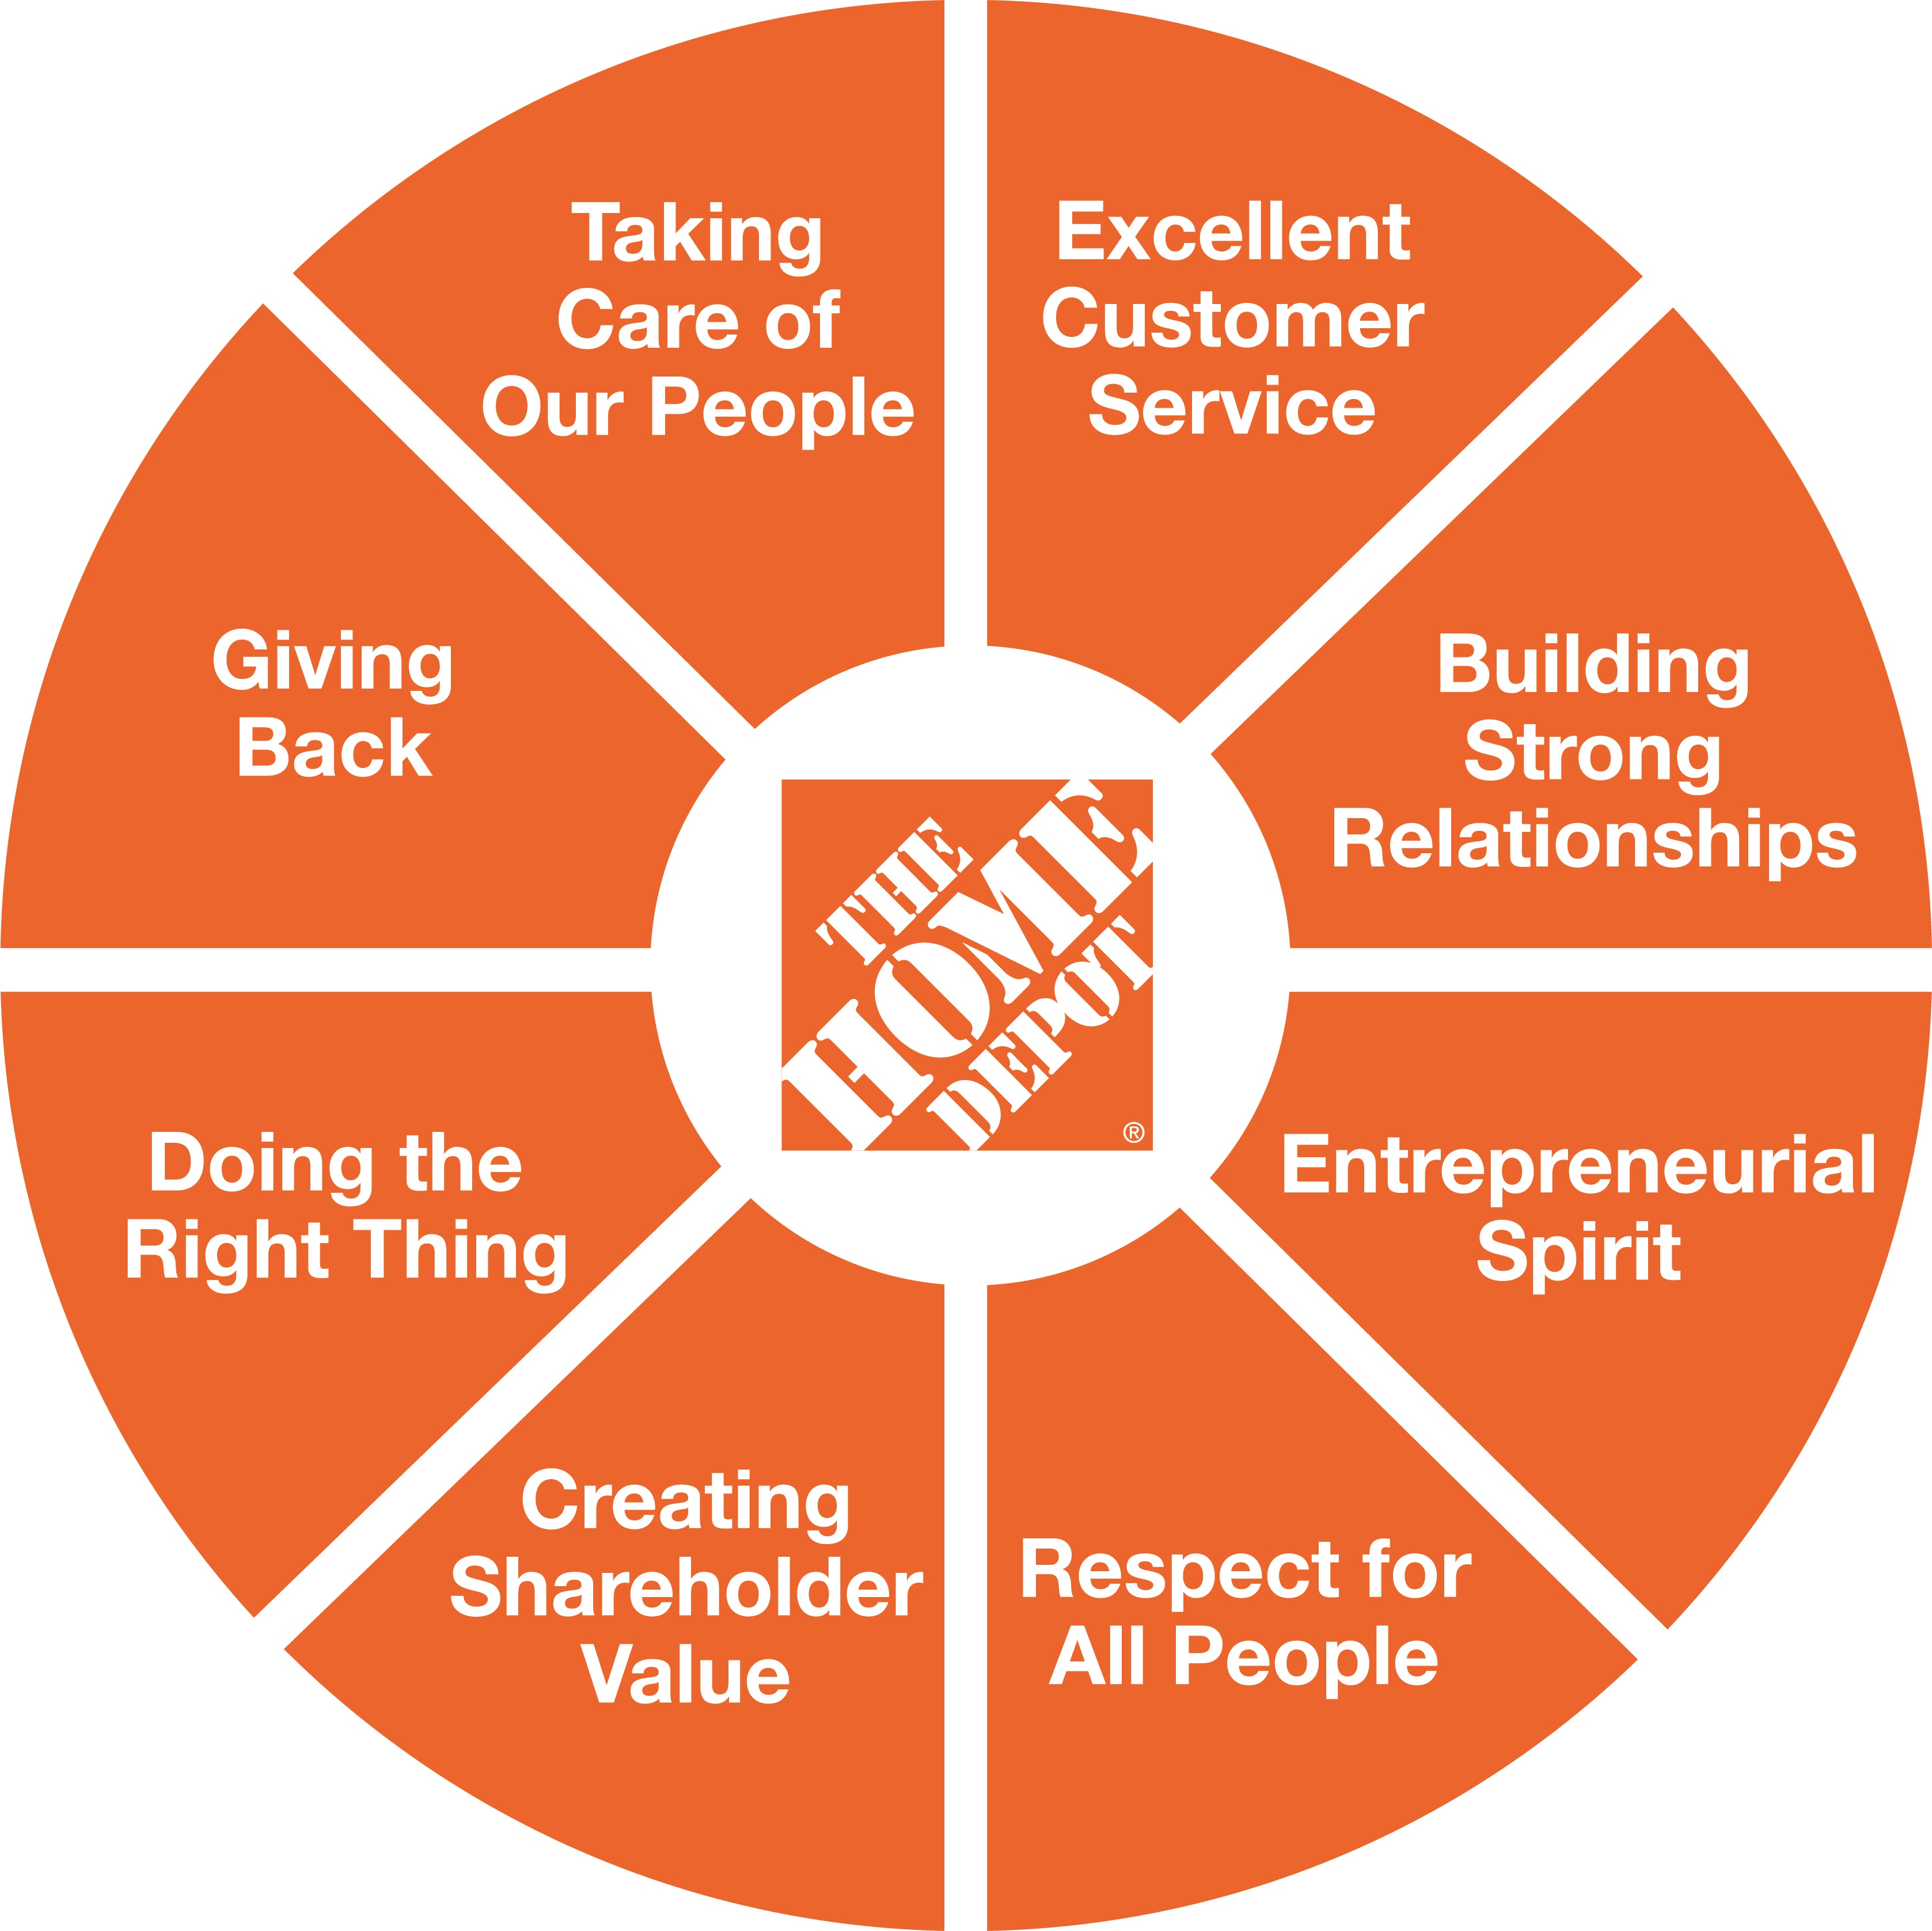 Taking
Care of
Our People
Excellent
Customer
Service
Building
Strong
Relationships
Entrepreneurial
Spirit
Respect for
All People
Creating
Shareholder
Value
Doing the
Right Thing
Giving
Back
THE
HOME
DEPOT
®